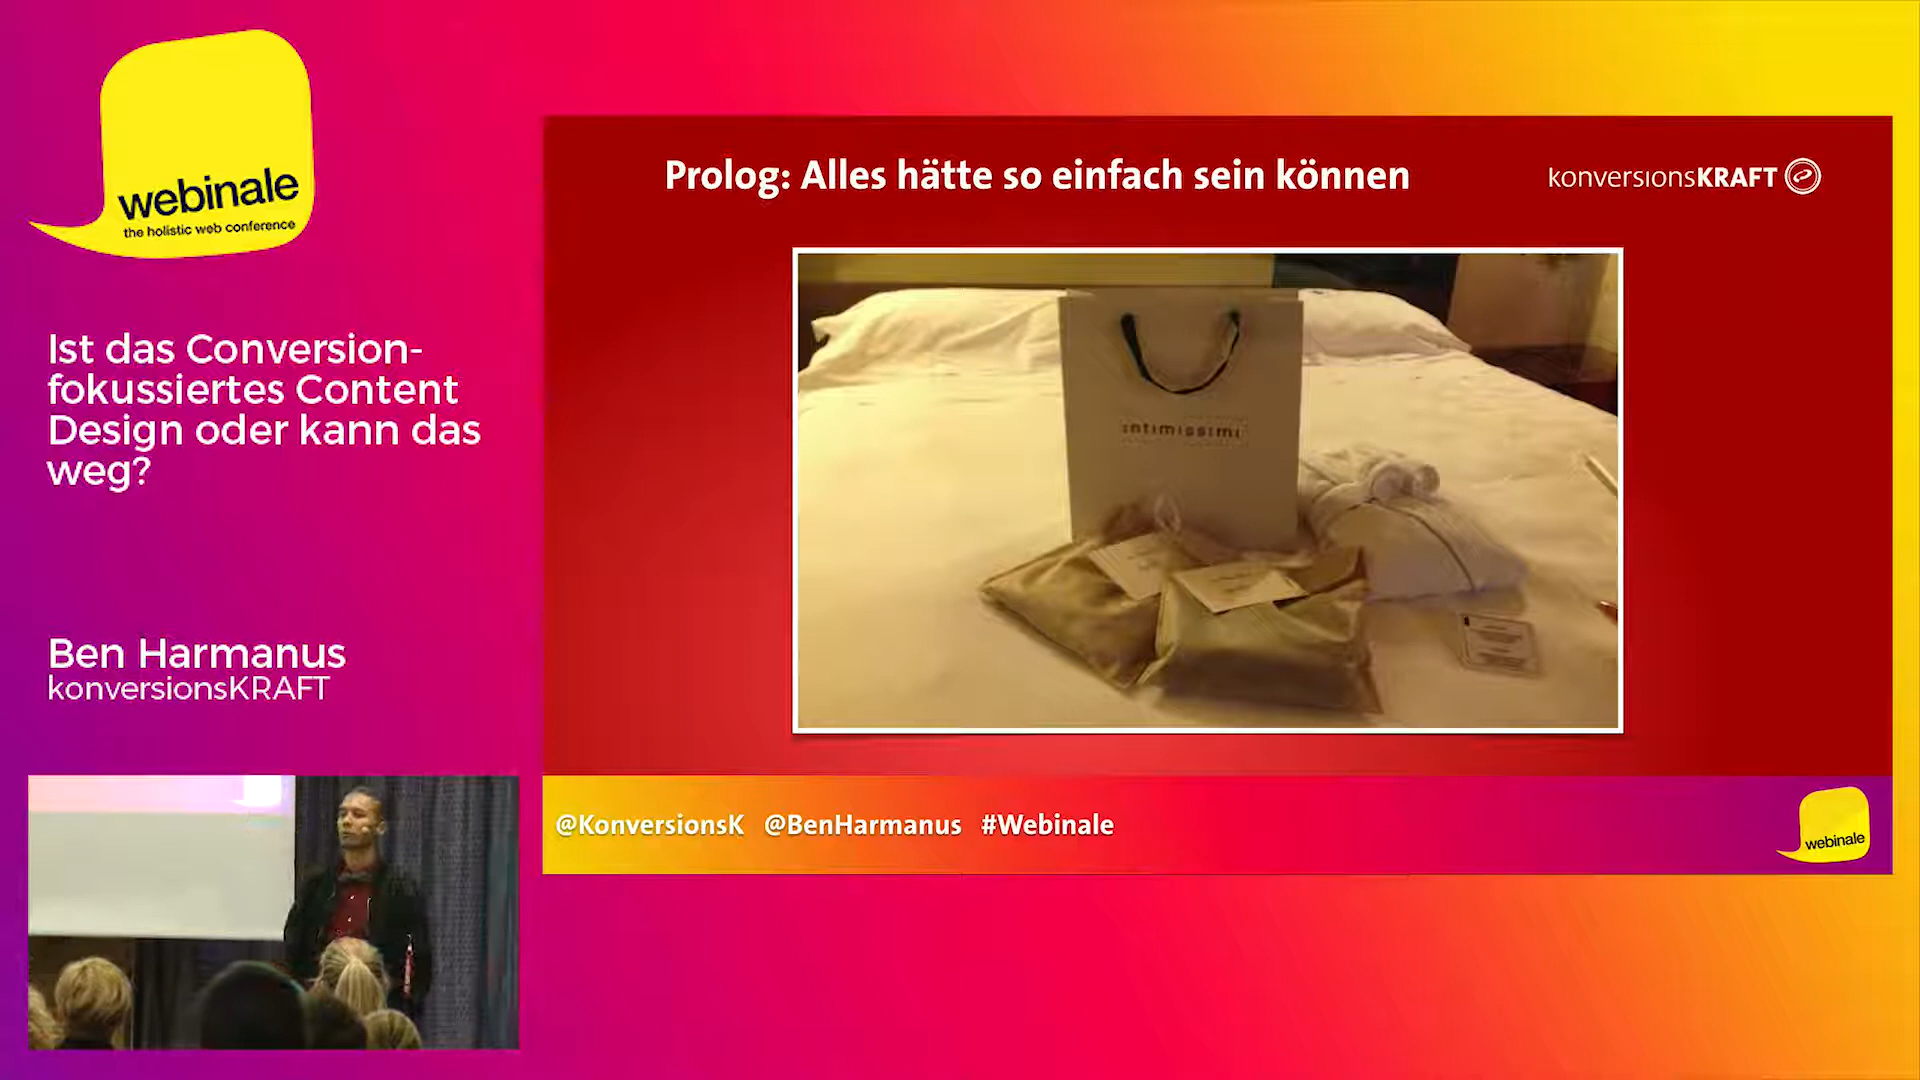 webinale
the holistic web conference
Ist das Conversion-
fokussiertes Content
Design oder kann das
weg?
Ben Harmanus
konversionsKRAFT
Prolog: Alles hätte so einfach sein können
konversionsKRAFT
intimissimi
@KonversionsK @BenHarmanus #Webinale
webinale